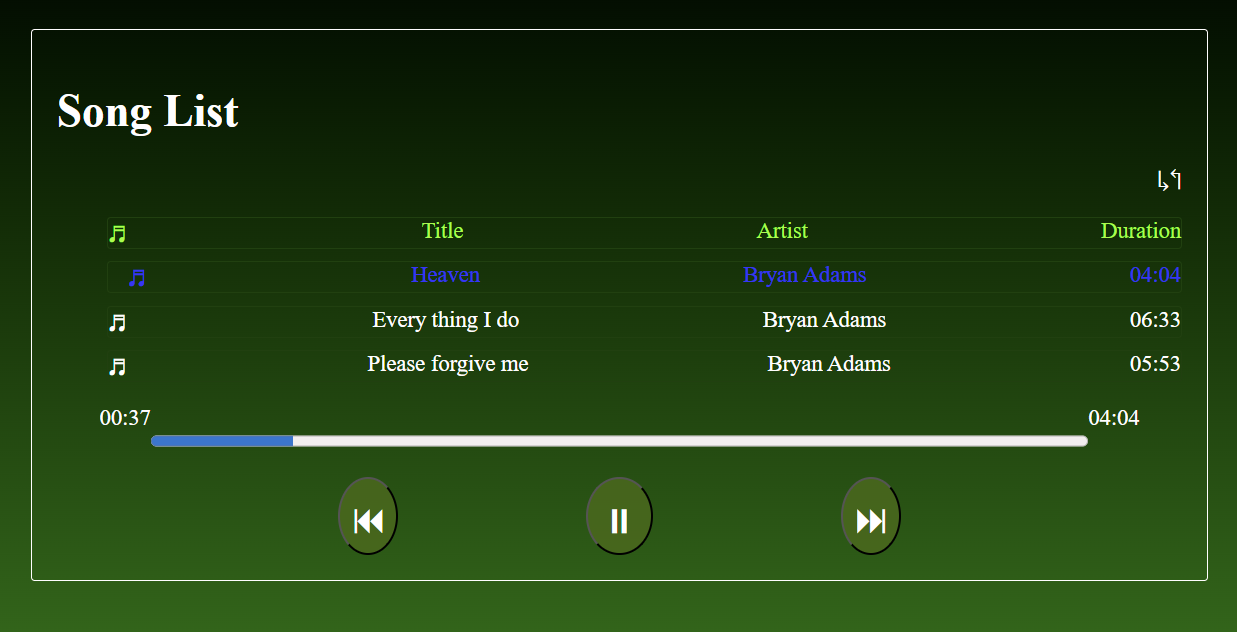 Song List
♬ Title Artist Duration
♬ Heaven Bryan Adams 04:04
♬ Every thing I do Bryan Adams 06:33
♬ Please forgive me Bryan Adams 05:53
00:37 04:04